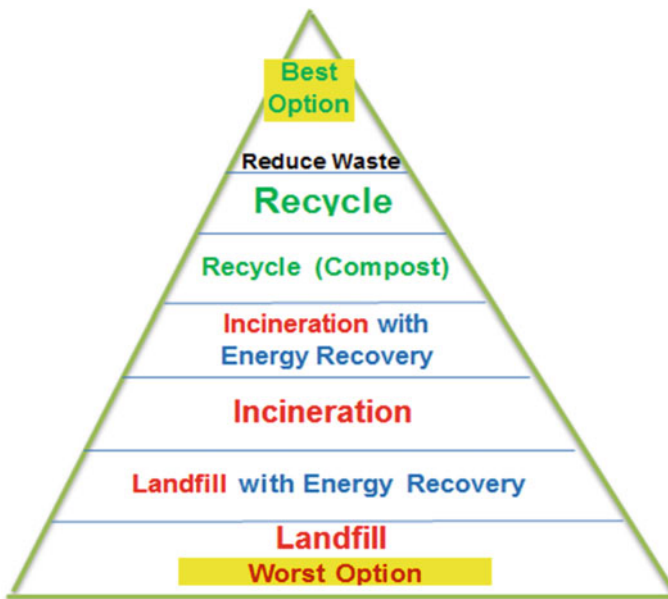 Best
Option
Reduce Waste
Recycle
Recycle (Compost)
Incineration with
Energy Recovery
Incineration
Landfill with Energy Recovery
Landfill
Worst Option